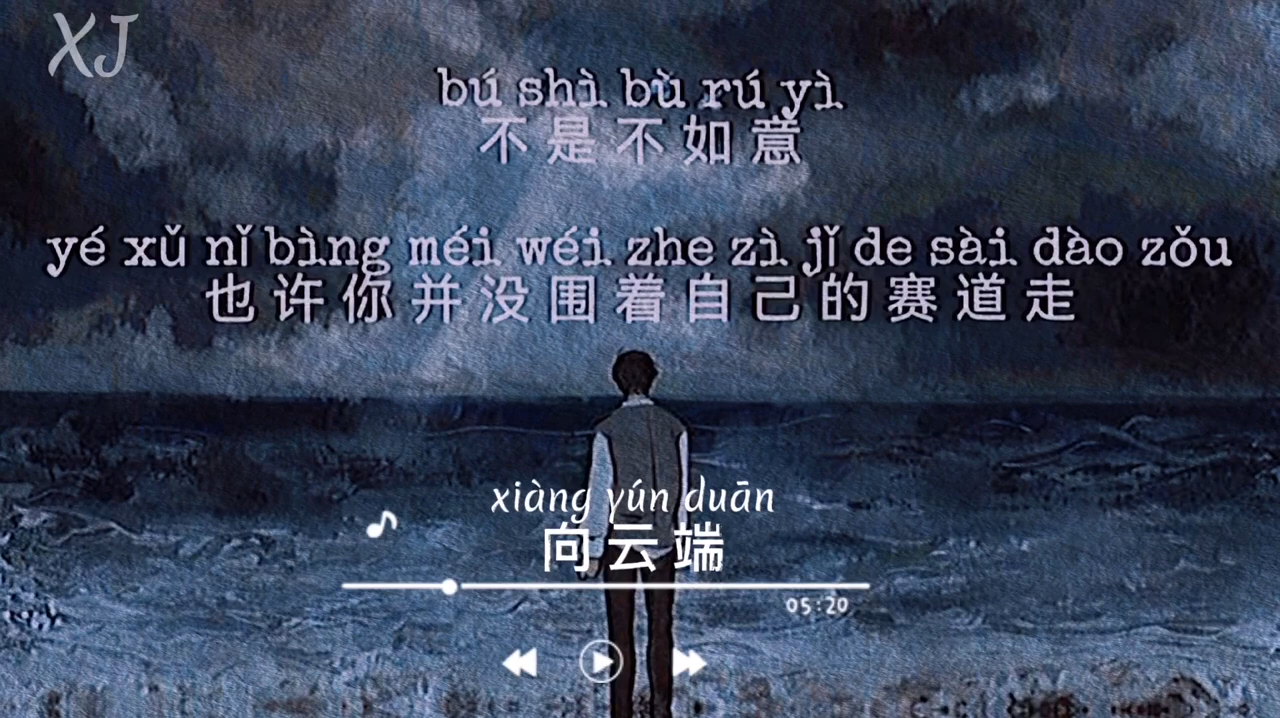 XJ
bú shì bù rú yì
不是不如意
yé xǔ nǐ bìng méi wéi zhe zì jǐ de sài dào zǒu
也许你并没围着自己的赛道走
xiàng yún duān
向云端
05:20